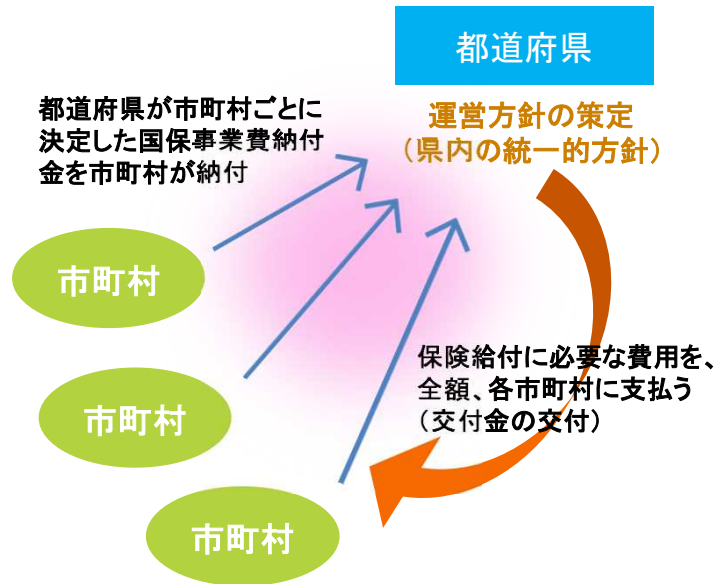 都道府県
都道府県が市町村ごとに
決定した国保事業費納付
金を市町村が納付
運営方針の策定
（県内の統一的方針）
市町村
保険給付に必要な費用を、
全額、各市町村に支払う
（交付金の交付）
市町村
市町村